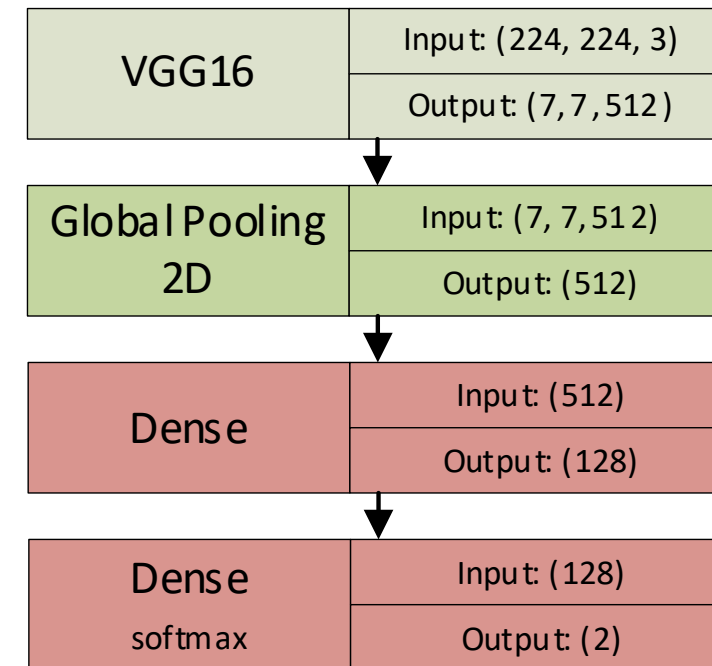 VGG16
Input: (224, 224, 3)
Output: (7, 7, 512)
Global Pooling
2D
Input: (7, 7, 512)
Output: (512)
Dense
Input: (512)
Output: (128)
Dense
softmax
Input: (128)
Output: (2)